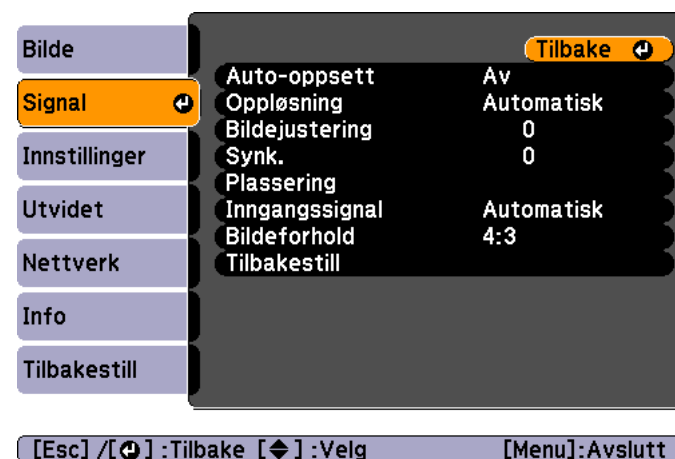 Bilde
Signal
Innstillinger
Utvidet
Nettverk
Info
Tilbakestill
Tilbake
Auto-oppsett Av
Oppløsning Automatisk
Bildejustering 0
Synk. 0
Plassering
Inngangssignal Automatisk
Bildeforhold 4:3
Tilbakestill
[Esc] /[⏎] :Tilbake [◆] :Velg [Menu]:Avslutt